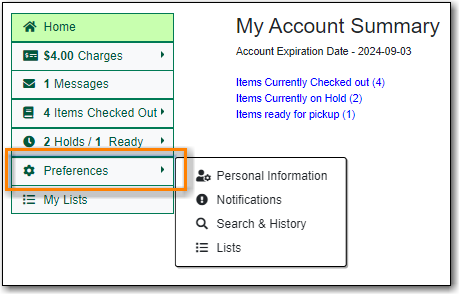 Home
$4.00 Charges
1 Messages
4 Items Checked Out
2 Holds / 1 Ready
Preferences
My Lists
Personal Information
Notifications
Search & History
Lists
My Account Summary
Account Expiration Date - 2024-09-03
Items Currently Checked out (4)
Items Currently on Hold (2)
Items ready for pickup (1)